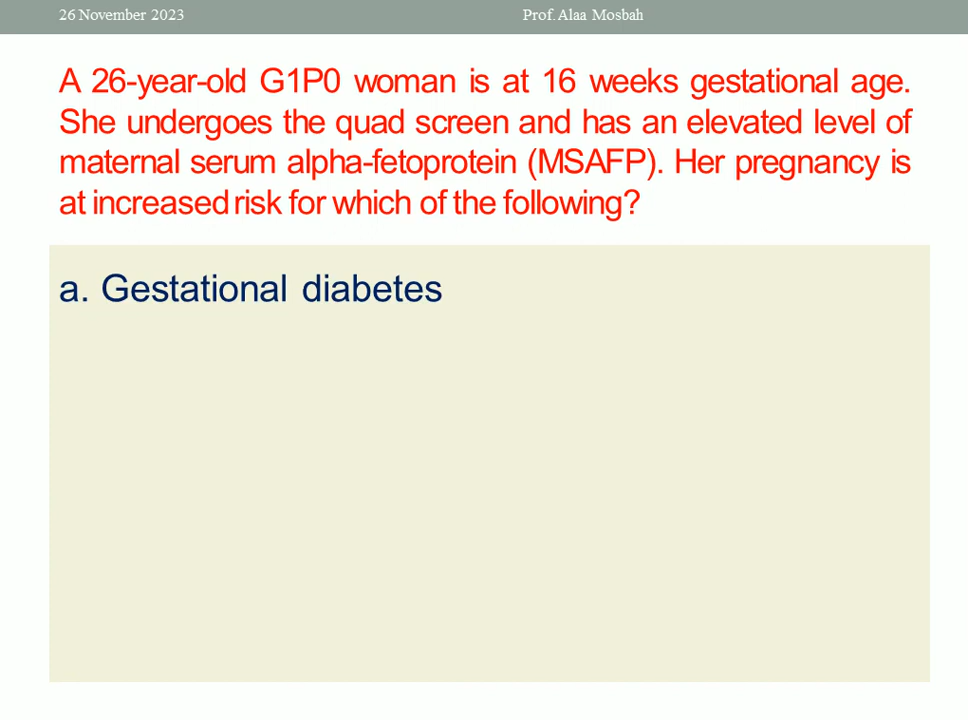 26 November 2023
Prof. Alaa Mosbah
A 26-year-old G1P0 woman is at 16 weeks gestational age.
She undergoes the quad screen and has an elevated level of
maternal serum alpha-fetoprotein (MSAFP). Her pregnancy is
at increased risk for which of the following?
a. Gestational diabetes